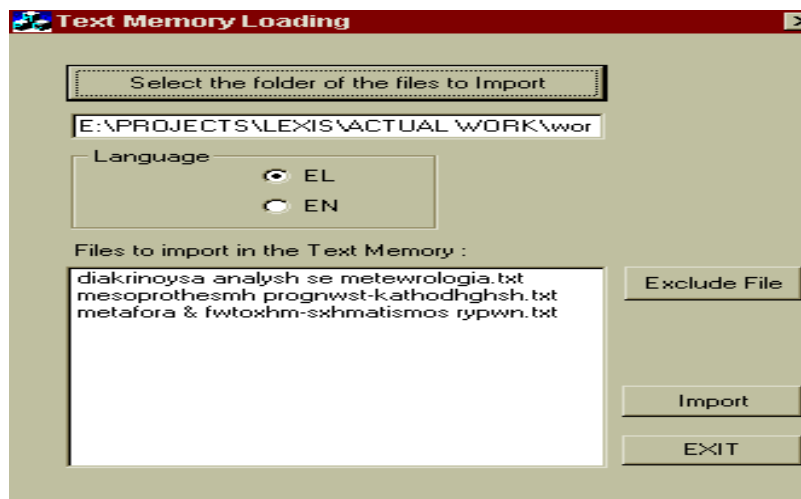 Text Memory Loading
Select the folder of the files to Import
E:\PROJECTS\LEXIS\ACTUAL WORK\wor
Language
EL
EN
Files to import in the Text Memory :
diakrinoysa analysh se metewrologia.txt
mesoprothesmh prognwst-kathodhghsh.txt
metafora & fwtoxhm-sxhmatismos rypwn.txt
Exclude File
Import
EXIT